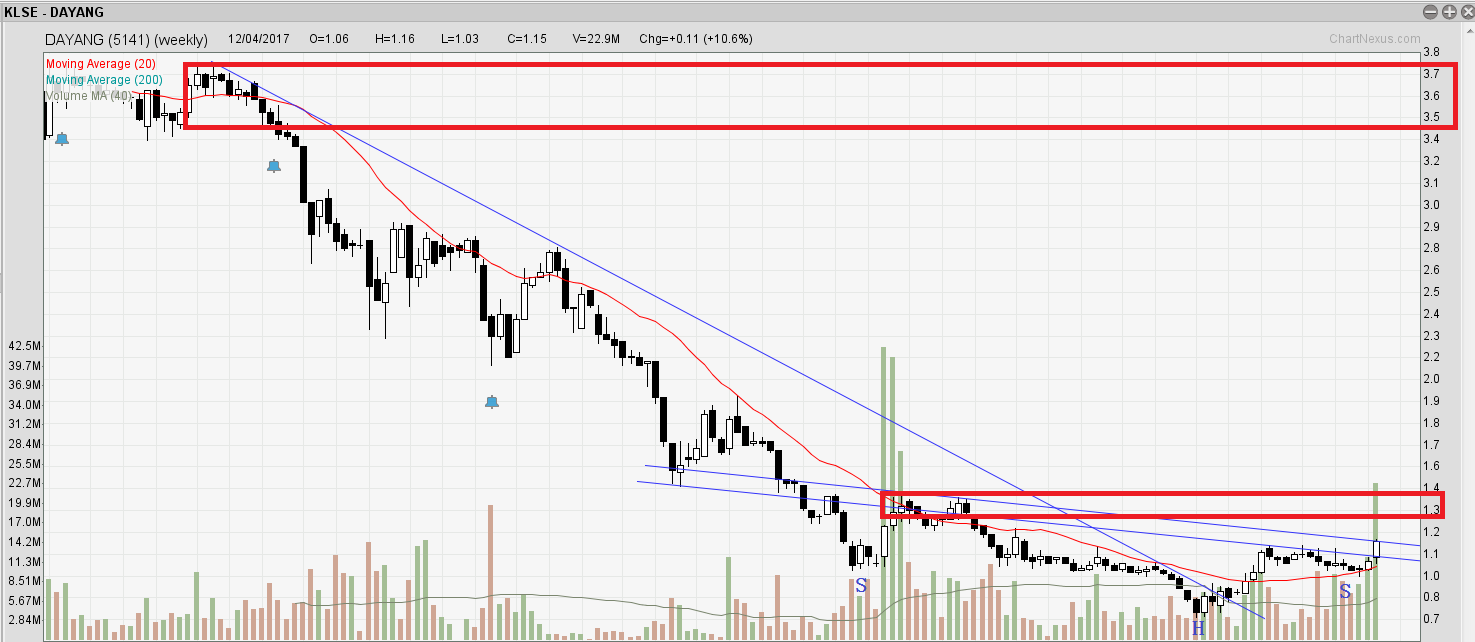 KLSE - DAYANG
DAYANG (5141) (weekly) 12/04/2017 O=1.06 H=1.16 L=1.03 C=1.15 V=22.9M Chg=+0.11 (+10.6%) ChartNexus.com
Moving Average (20)
Moving Average (200)
Volume MA (40)
3.8
3.7
3.6
3.5
3.4
3.2
3.1
3.0
2.9
2.8
2.6
2.5
2.4
2.3
2.2
2.0
1.9
1.8
1.7
1.6
1.4
1.3
1.2
1.1
1.0
0.8
0.7
42.5M
39.7M
36.9M
34.0M
31.2M
28.4M
25.5M
22.7M
19.9M
17.0M
14.2M
11.3M
8.51M
5.67M
2.84M
S
H
S